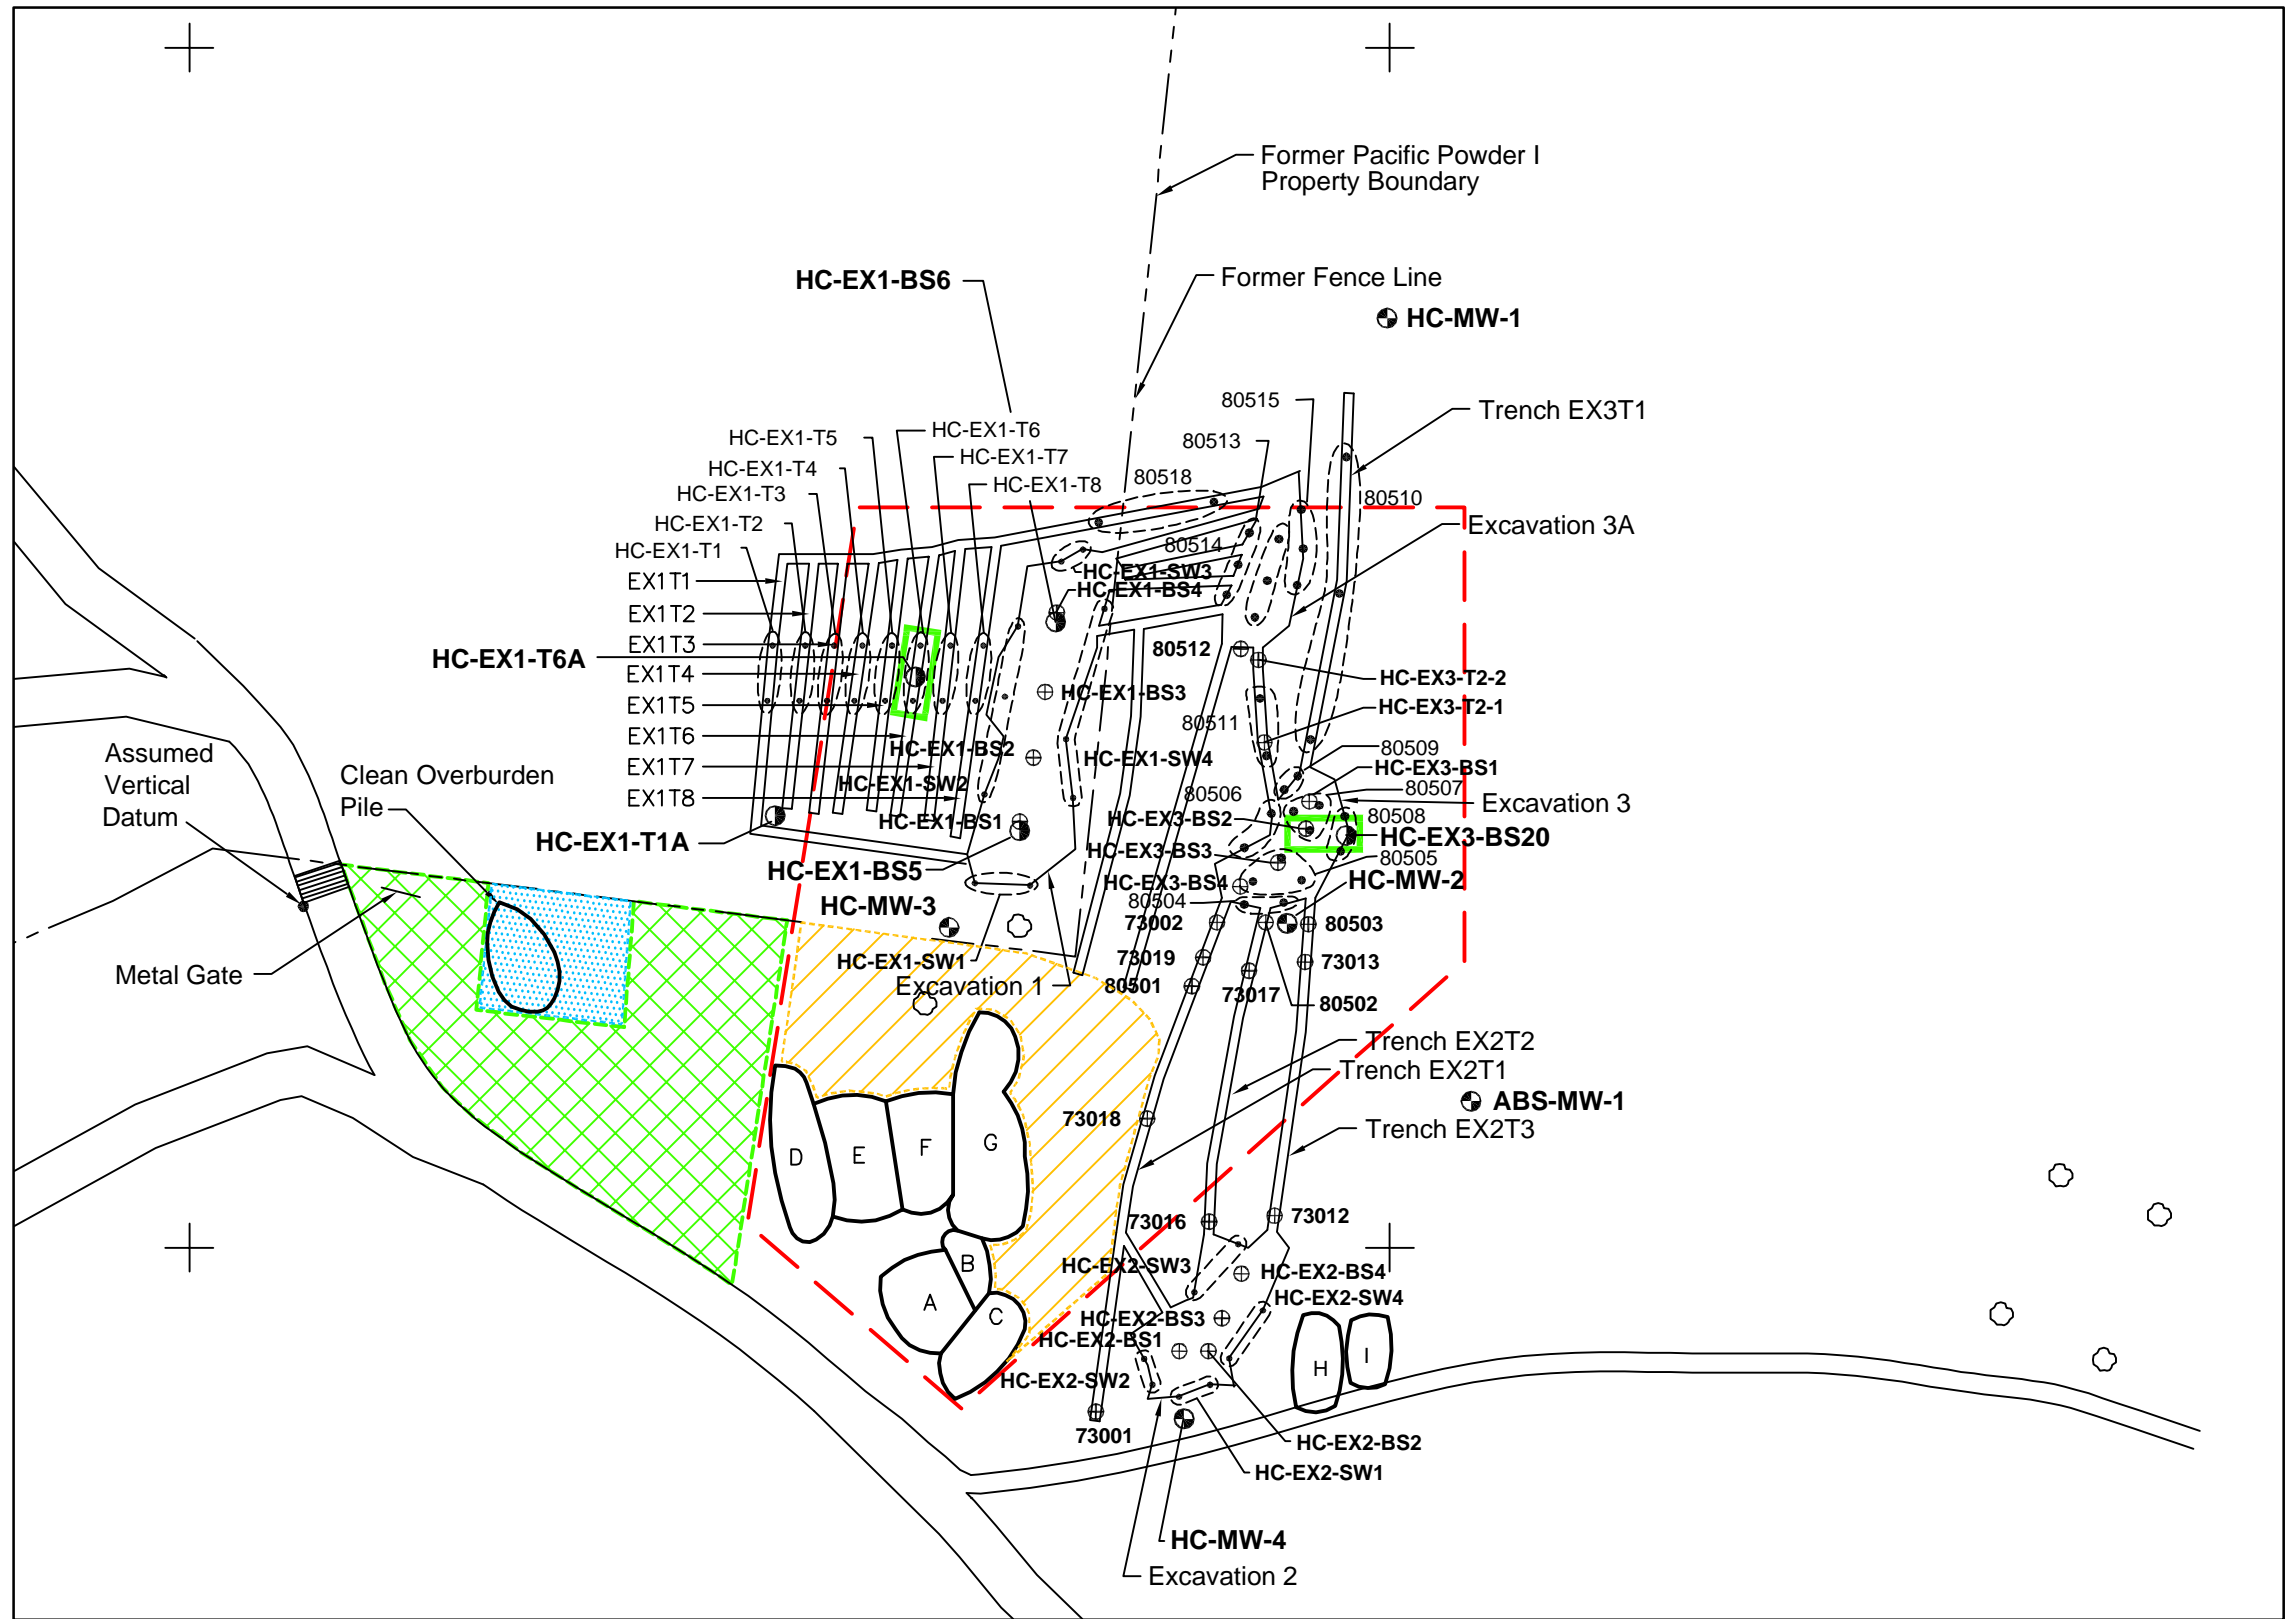 Former Pacific Powder I
Property Boundary
HC-EX1-BS6
Former Fence Line
HC-MW-1
80515
Trench EX3T1
HC-EX1-T5
HC-EX1-T6
80513
HC-EX1-T4
HC-EX1-T7
80518
HC-EX1-T3
HC-EX1-T8
80510
HC-EX1-T2
Excavation 3A
HC-EX1-T1
80514
EX1T1
HC-EX1-SW3
HC-EX1-BS4
EX1T2
EX1T3
80512
HC-EX1-T6A
EX1T4
HC-EX3-T2-2
HC-EX1-BS3
EX1T5
HC-EX3-T2-1
80511
EX1T6
HC-EX1-BS2
80509
Assumed
Vertical
Datum
Clean Overburden
Pile
EX1T7
HC-EX1-SW4
HC-EX3-BS1
HC-EX1-SW2
80507
EX1T8
80506
Excavation 3
HC-EX1-BS1
HC-EX3-BS2
80508
HC-EX1-T1A
HC-EX3-BS20
HC-EX3-BS3
80505
HC-EX1-BS5
HC-EX3-BS4
HC-MW-2
HC-MW-3
80504
73002
80503
HC-EX1-SW1
73019
73013
Metal Gate
Excavation 1
80501
73017
80502
Trench EX2T2
Trench EX2T1
ABS-MW-1
73018
Trench EX2T3
D
E
F
G
73016
73012
HC-EX2-SW3
B
HC-EX2-BS4
A
HC-EX2-SW4
C
HC-EX2-BS3
HC-EX2-BS1
H
I
HC-EX2-SW2
73001
HC-EX2-BS2
HC-EX2-SW1
HC-MW-4
Excavation 2